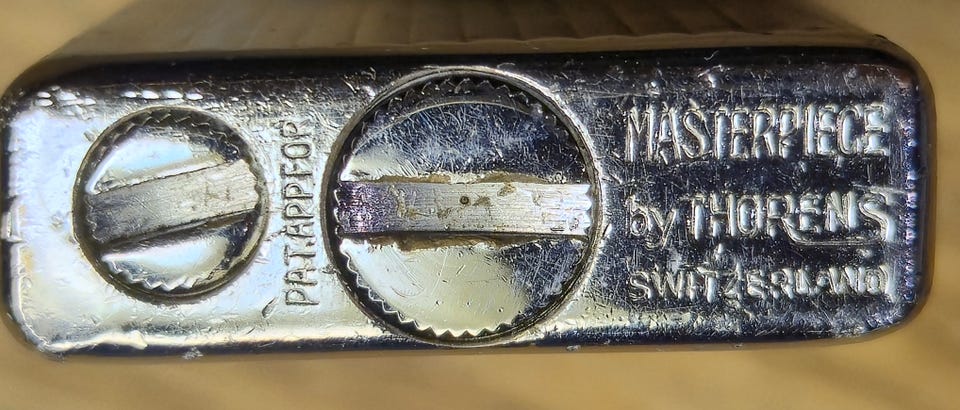 PAT.APP.FOR
MASTERPIECE
by THORENS
SWITZERLAND